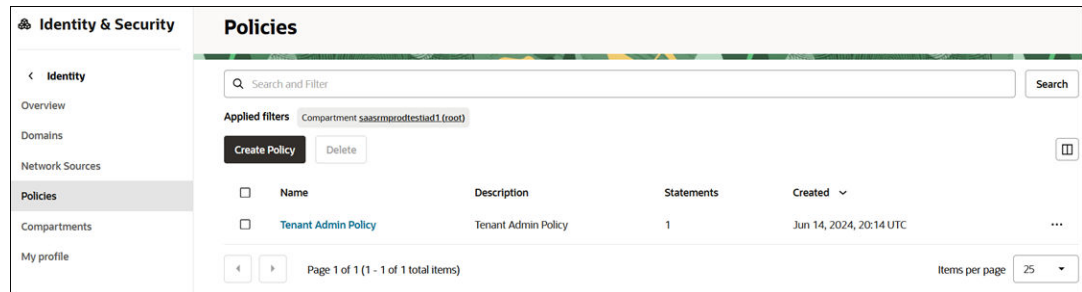 Identity & Security
Policies
Identity
Overview
Domains
Network Sources
Policies
Compartments
My profile
Search and Filter
Search
Applied filters Compartment saasrmprodtestiad1 (root)
Create Policy Delete
Name Description Statements Created
Tenant Admin Policy Tenant Admin Policy 1 Jun 14, 2024, 20:14 UTC
Page 1 of 1 (1 - 1 of 1 total items) Items per page 25